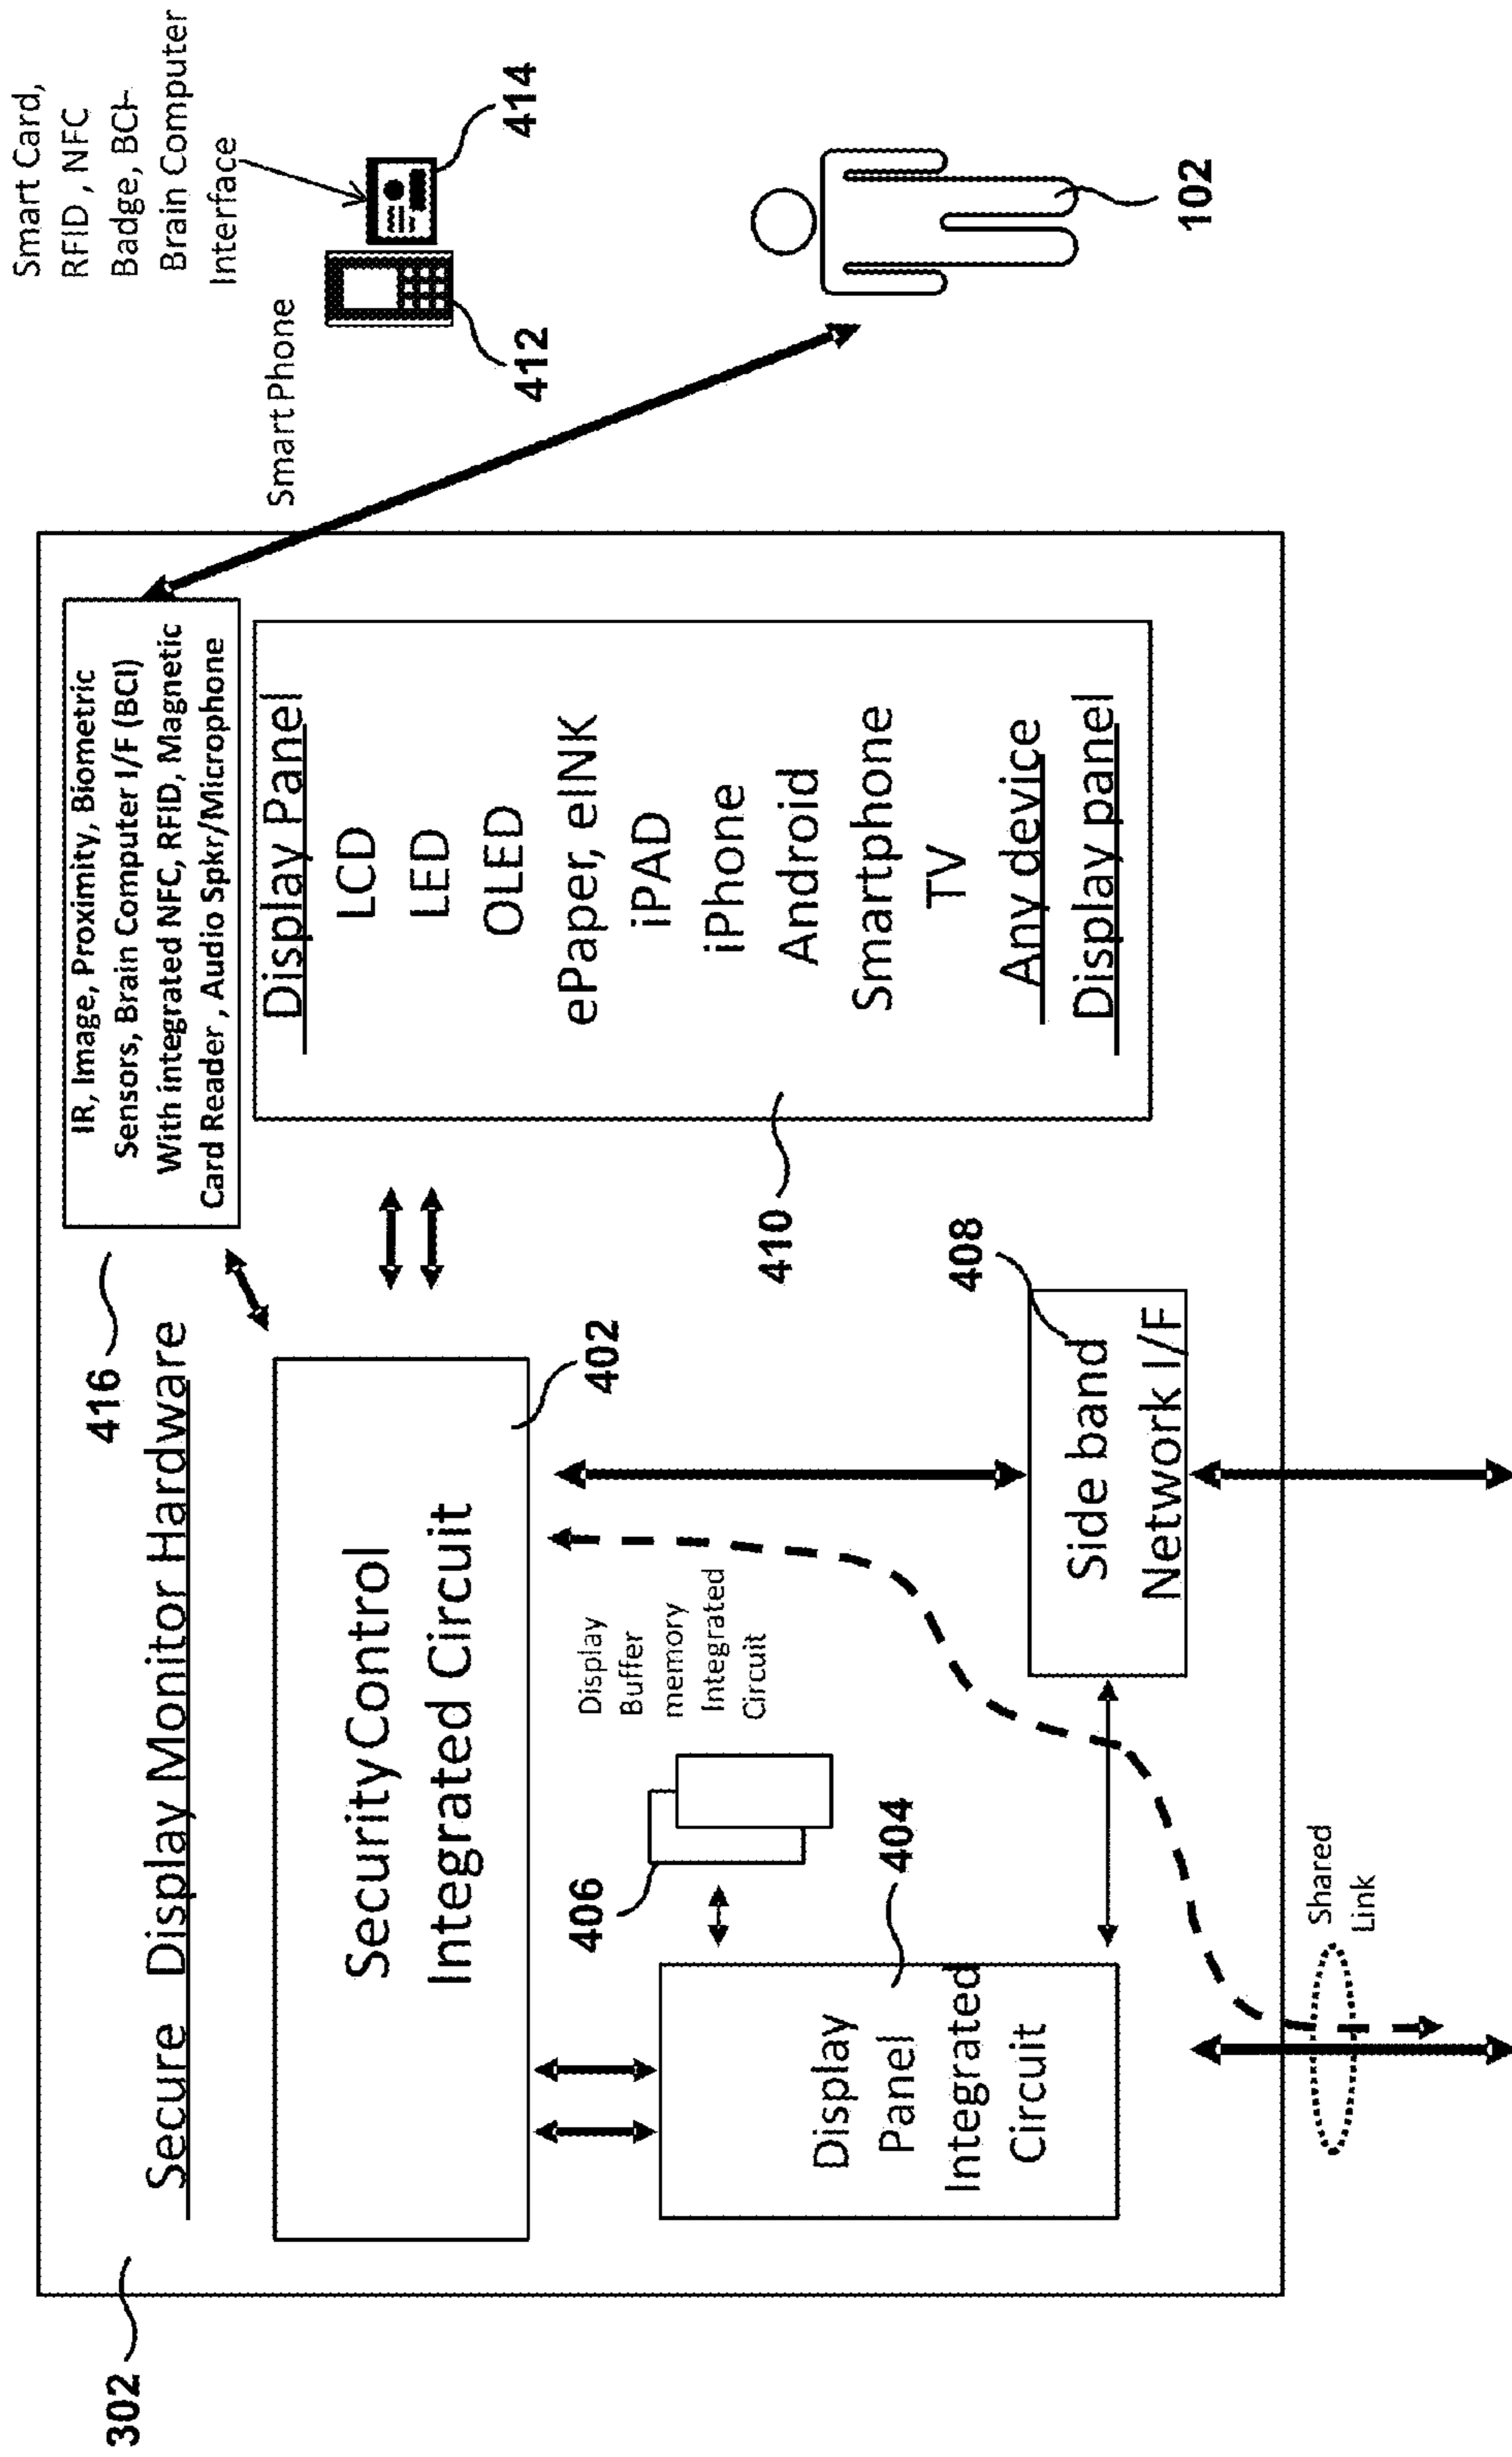 302
Secure Display Monitor Hardware
416
IR, Image, Proximity, Biometric
Sensors, Brain Computer I/F (BCI)
With integrated NFC, RFID, Magnetic
Card Reader , Audio Spkr/Microphone
Smart Card,
RFID , NFC
Badge, BCI-
Brain Computer
Interface
SmartPhone
412
414
SecurityControl
Integrated Circuit
402
Display Panel
LCD
LED
OLED
ePaper, eINK
iPAD
iPhone
Android
Smartphone
TV
Any device
Display panel
410
102
406
Display
Buffer
memory
Integrated
Circuit
404
Display
Panel
Integrated
Circuit
408
Side band
Network I/F
Shared
Link